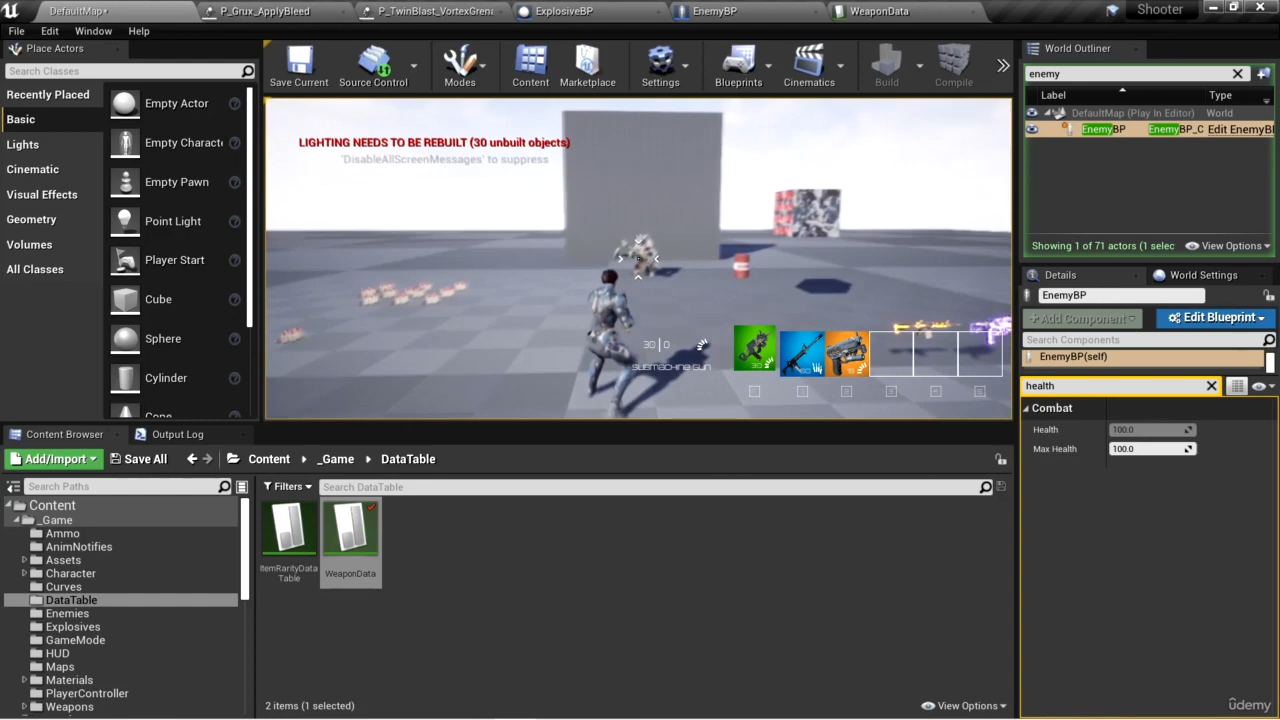 DefaultMap*
P_Grux_ApplyBleed
P_TwinBlast_VortexGrena
ExplosiveBP
EnemyBP
WeaponData
Shooter
File Edit Window Help
Place Actors
Search Classes
Recently Placed
Basic
Lights
Cinematic
Visual Effects
Geometry
Volumes
All Classes
Empty Actor
Empty Charact
Empty Pawn
Point Light
Player Start
Cube
Sphere
Cylinder
Cone
Save Current
Source Control
Modes
Content
Marketplace
Settings
Blueprints
Cinematics
Build
Compile
LIGHTING NEEDS TO BE REBUILT (30 unbuilt objects)
'DisableAllScreenMessages' to suppress
30 | 0
SUBMACHINE GUN
World Outliner
enemy
Label Type
DefaultMap (Play In Editor) World
EnemyBP EnemyBP_C Edit EnemyBI
Showing 1 of 71 actors (1 selec
View Options
Details
World Settings
EnemyBP
+Add Component
Edit Blueprint
Search Components
EnemyBP(self)
health
Combat
Health 100.0
Max Health 100.0
Content Browser
Output Log
Add/Import
Save All
Content
_Game
DataTable
Search Paths
Filters
Search DataTable
Content
_Game
Ammo
AnimNotifies
Assets
Character
Curves
DataTable
Enemies
Explosives
GameMode
HUD
Maps
Materials
PlayerController
Weapons
ItemRarityData
Table
WeaponData
2 items (1 selected)
View Options
udemy